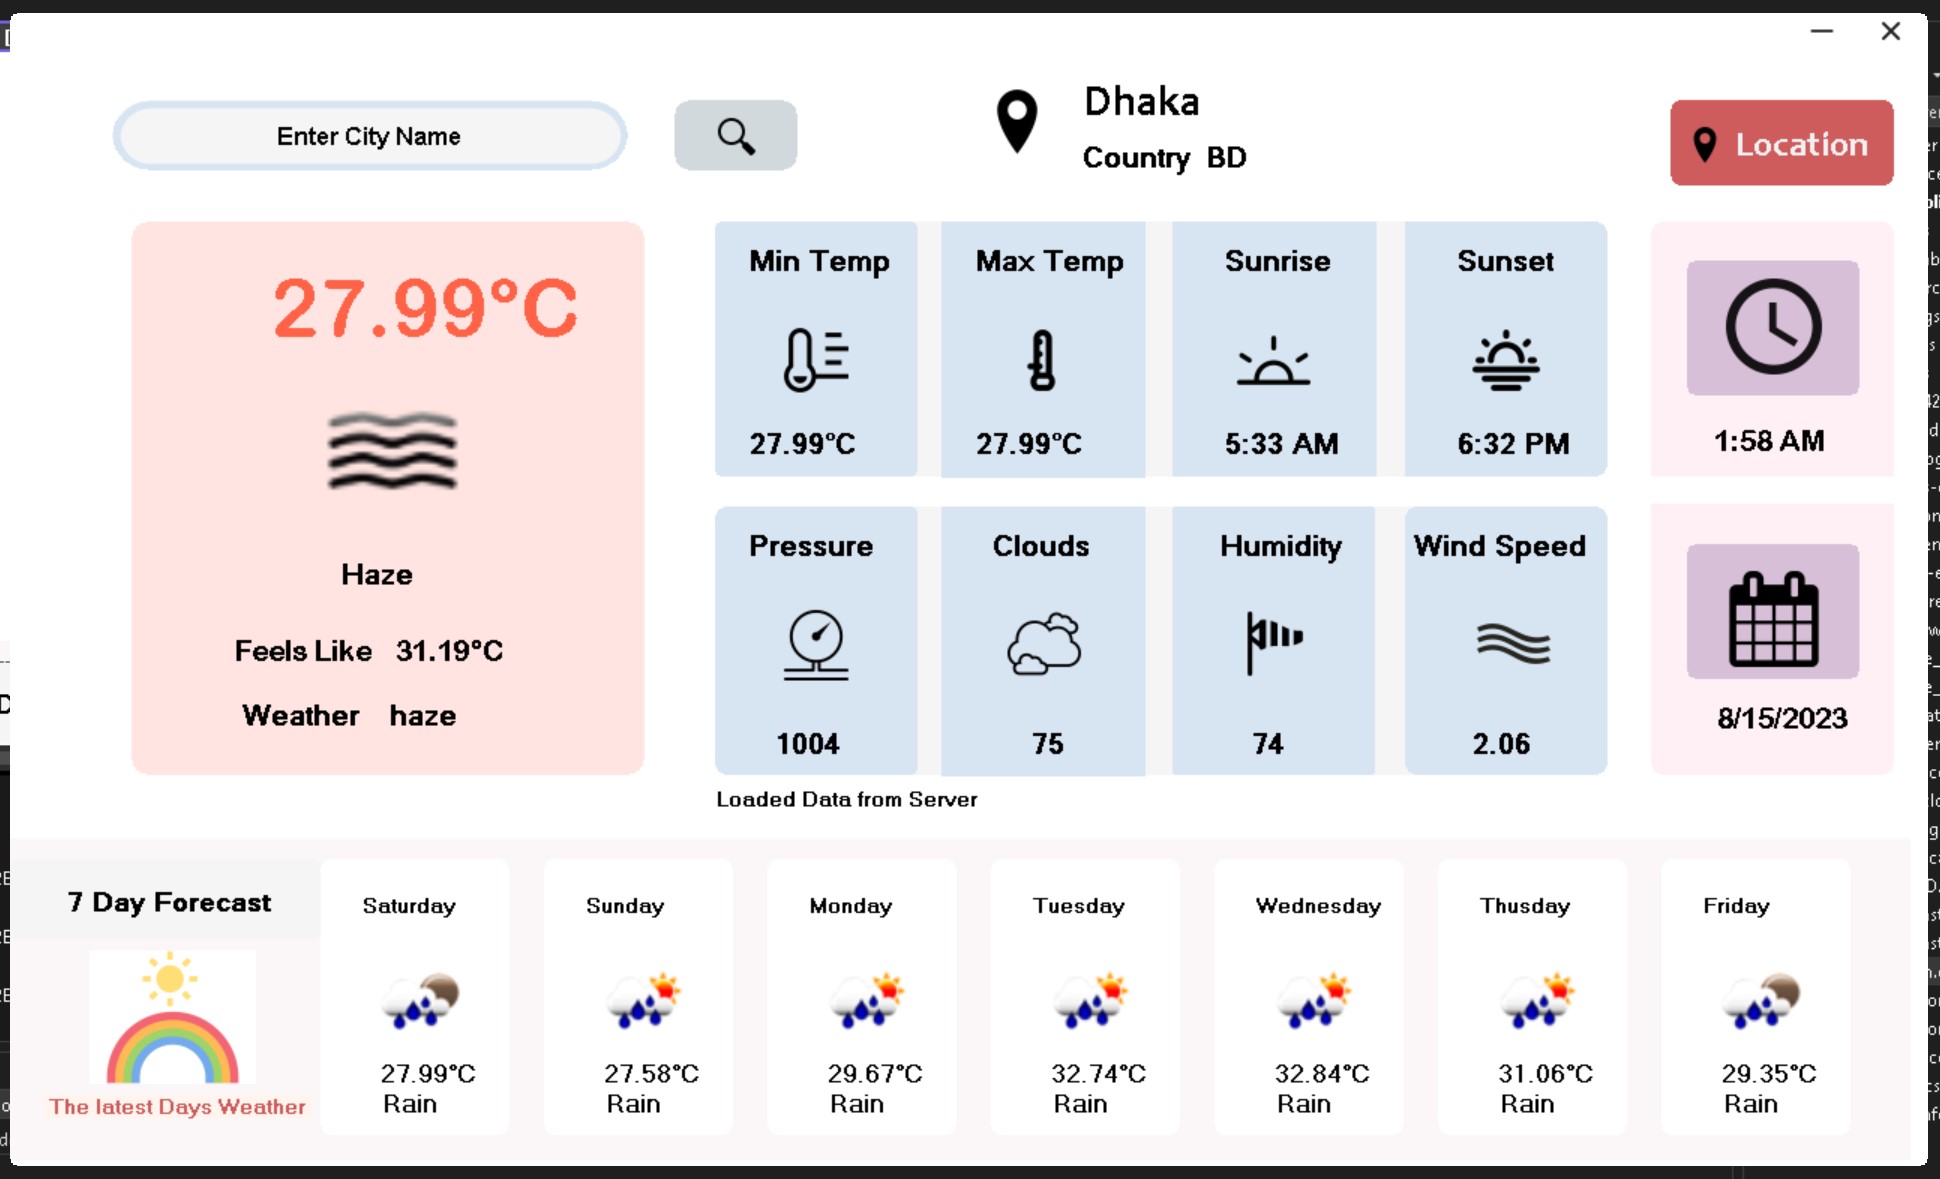 Enter City Name
Dhaka
Country BD
Location
27.99°C
Haze
Feels Like 31.19°C
Weather haze
Min Temp
27.99°C
Max Temp
27.99°C
Sunrise
5:33 AM
Sunset
6:32 PM
1:58 AM
Pressure
1004
Clouds
75
Humidity
74
Wind Speed
2.06
8/15/2023
Loaded Data from Server
7 Day Forecast
The latest Days Weather
Saturday
27.99°C
Rain
Sunday
27.58°C
Rain
Monday
29.67°C
Rain
Tuesday
32.74°C
Rain
Wednesday
32.84°C
Rain
Thusday
31.06°C
Rain
Friday
29.35°C
Rain